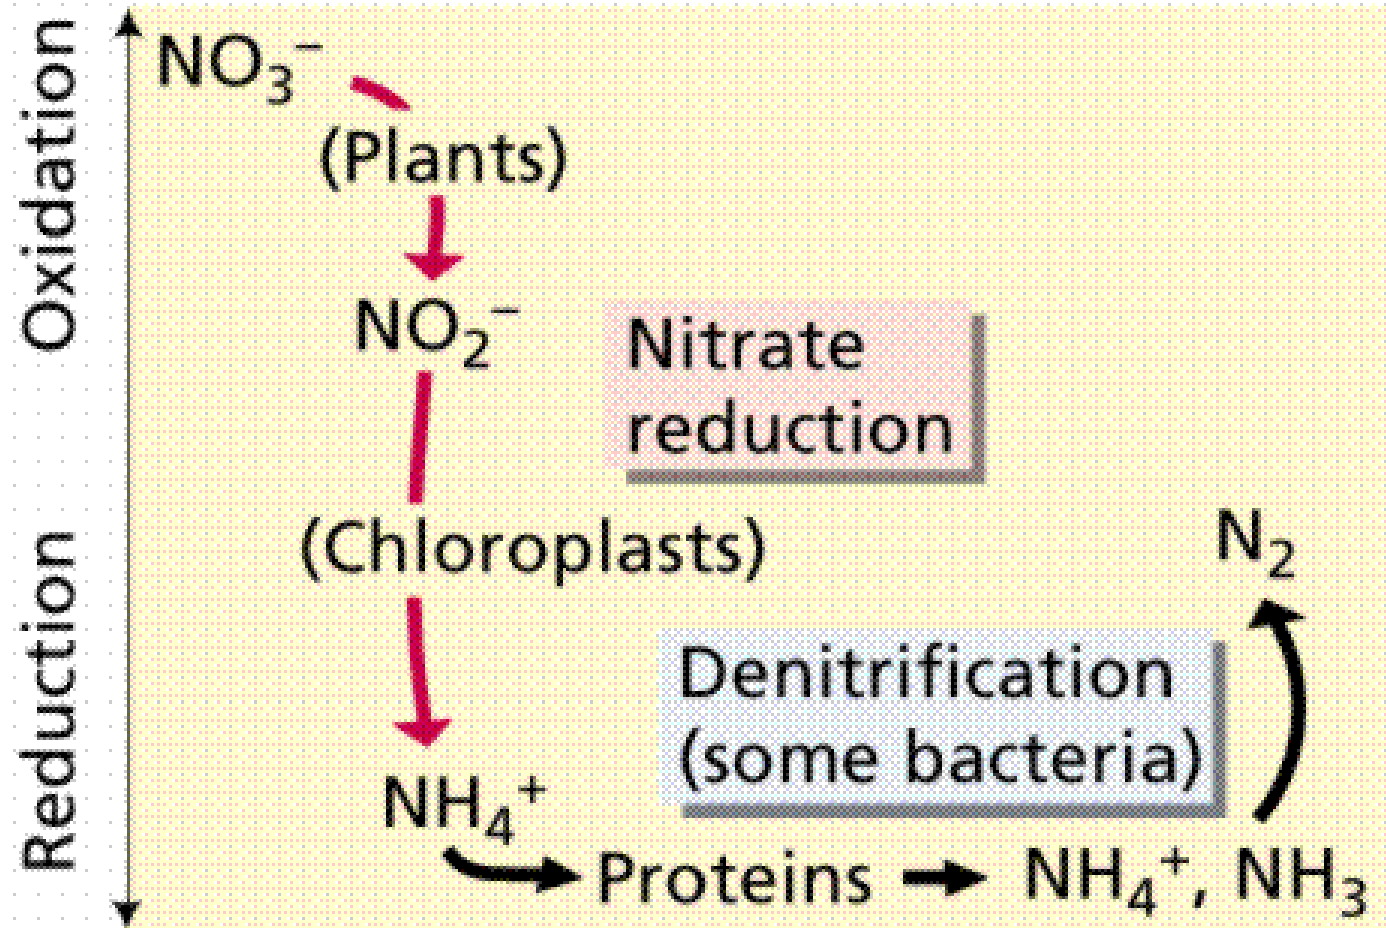 Oxidation
Reduction
NO₃⁻
(Plants)
NO₂⁻
Nitrate
reduction
(Chloroplasts)
N₂
Denitrification
(some bacteria)
NH₄⁺
Proteins
NH₄⁺, NH₃